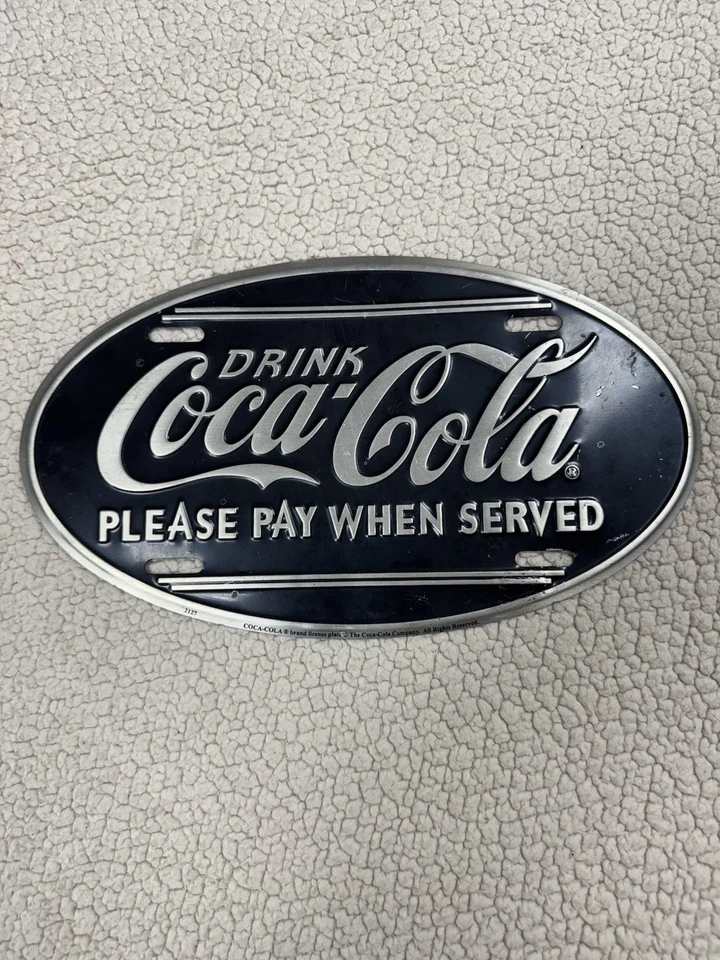 DRINK
Coca-Cola ®
PLEASE PAY WHEN SERVED
2127
COCA-COLA ® brand license plate © The Coca-Cola Company. All Rights Reserved.